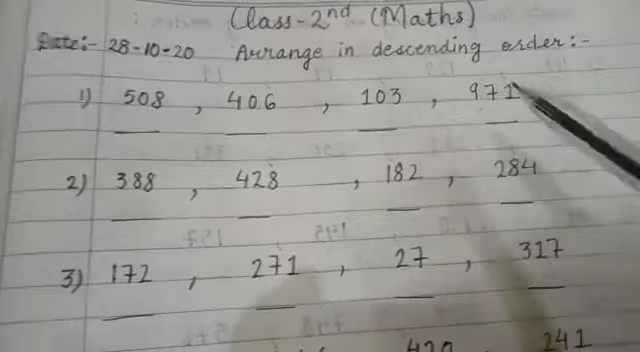 Class-2nd (Maths)
Date:- 28-10-20 Arrange in descending order:-
1) 508 , 406 , 103 , 971
2) 388 , 428 , 182 , 284
3) 172 , 271 , 27 , 317
420 241